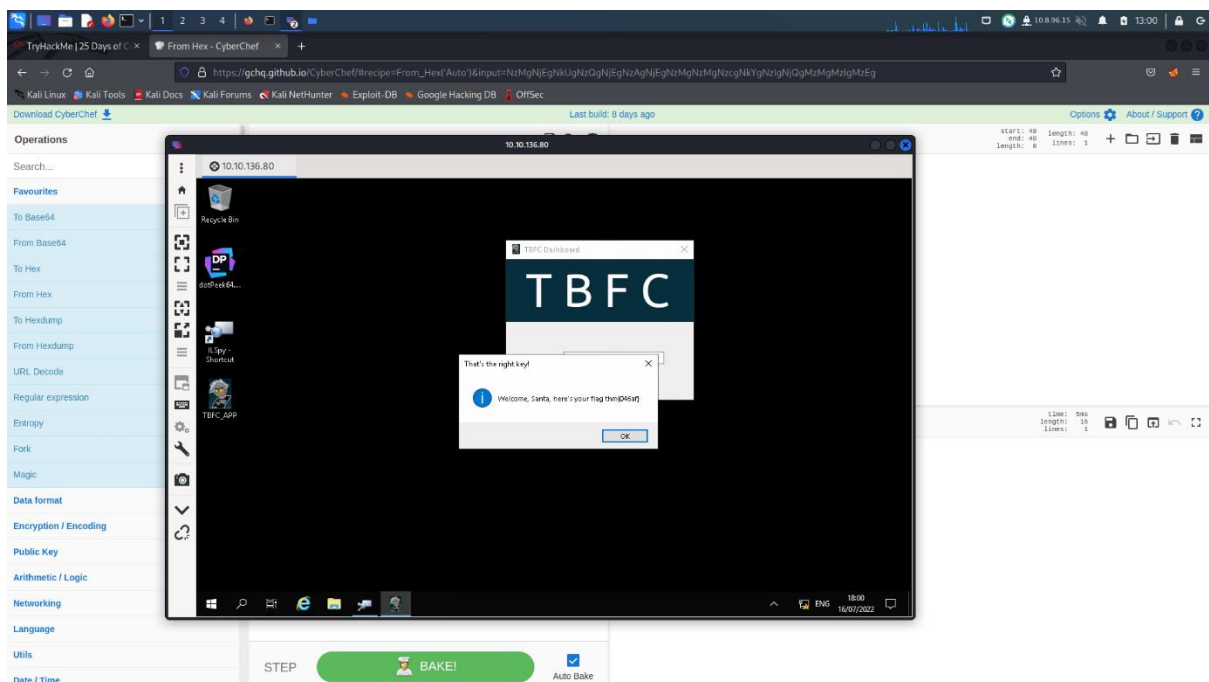 1 2 3 4
10.8.96.15
13:00
TryHackMe | 25 Days of C
From Hex - CyberChef
https://gchq.github.io/CyberChef/#recipe=From_Hex('Auto')&input=NzMgNjEgNkUgNzQgNjEgNzAgNjEgNzMgNzMgNzcgNkYgNzIgNjQgMzMgMzIgMzEg
Kali Linux
Kali Tools
Kali Docs
Kali Forums
Kali NetHunter
Exploit-DB
Google Hacking DB
OffSec
Download CyberChef
Last build: 8 days ago
Options
About / Support
Operations
Search...
Favourites
To Base64
From Base64
To Hex
From Hex
To Hexdump
From Hexdump
URL Decode
Regular expression
Entropy
Fork
Magic
Data format
Encryption / Encoding
Public Key
Arithmetic / Logic
Networking
Language
Utils
Date / Time
start: 48
end: 48
length: 0
length: 48
lines: 1
10.10.136.80
10.10.136.80
Recycle Bin
dotPeek64....
ILSpy -
Shortcut
TBFC_APP
TBFC Dashboard
TBFC
That's the right key!
Welcome, Santa, here's your flag thm{046af}
OK
ENG
18:00
16/07/2022
time: 5ms
length: 16
lines: 1
STEP
BAKE!
Auto Bake